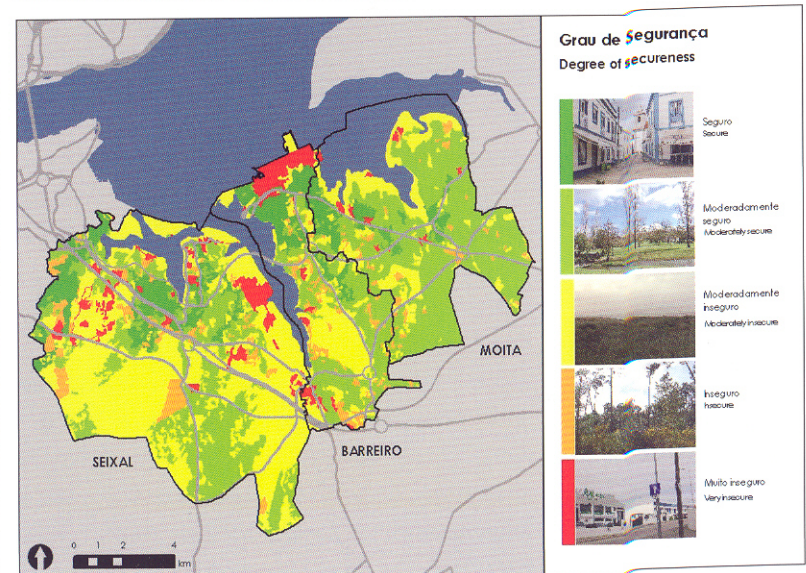 Grau de Segurança
Degree of secureness
Seguro
Secure
Moderadamente
seguro
Moderately secure
Moderadamente
inseguro
Moderately insecure
Inseguro
Insecure
Muito inseguro
Very insecure
MOITA
BARREIRO
SEIXAL
0 1 2 4
km